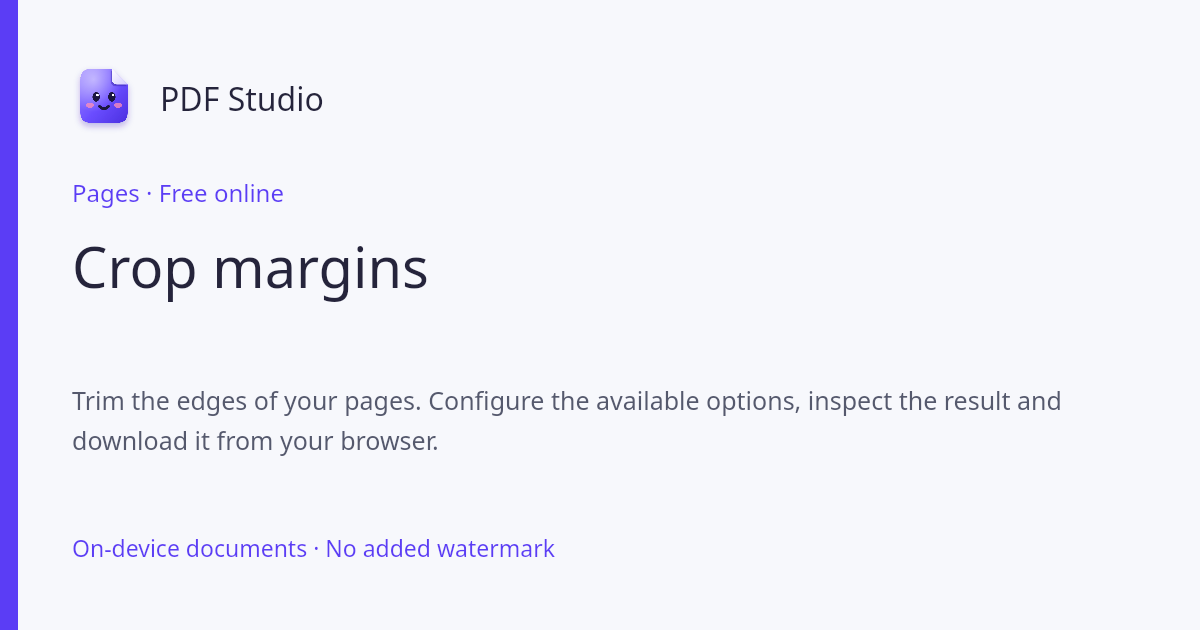 PDF Studio
Pages · Free online
Crop margins
Trim the edges of your pages. Configure the available options, inspect the result and
download it from your browser.
On-device documents · No added watermark